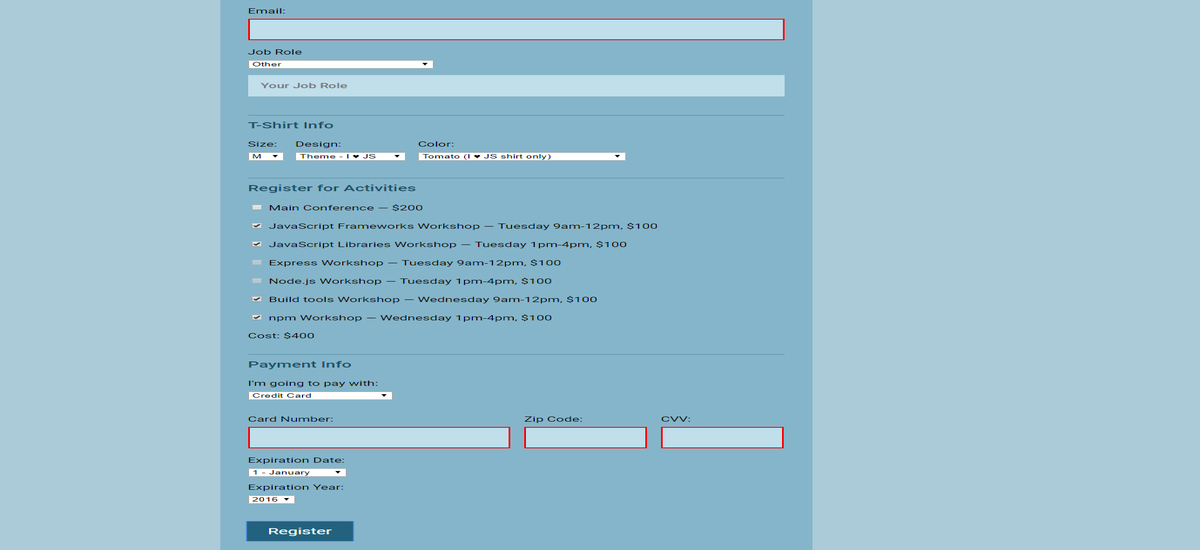 Email:
Job Role
Other
Your Job Role
T-Shirt Info
Size: Design: Color:
M Theme - I ❤ JS Tomato (I ❤ JS shirt only)
Register for Activities
Main Conference — $200
JavaScript Frameworks Workshop — Tuesday 9am-12pm, $100
JavaScript Libraries Workshop — Tuesday 1pm-4pm, $100
Express Workshop — Tuesday 9am-12pm, $100
Node.js Workshop — Tuesday 1pm-4pm, $100
Build tools Workshop — Wednesday 9am-12pm, $100
npm Workshop — Wednesday 1pm-4pm, $100
Cost: $400
Payment Info
I'm going to pay with:
Credit Card
Card Number: Zip Code: CVV:
Expiration Date:
1 - January
Expiration Year:
2016
Register